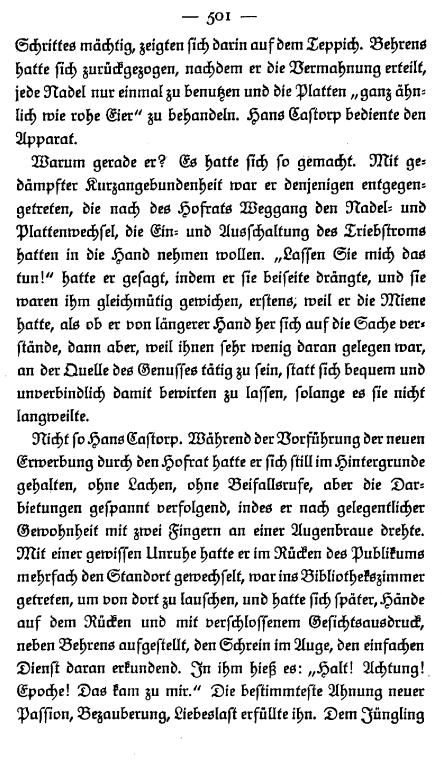 — 501 —
Schrittes mächtig, zeigten sich darin auf dem Teppich. Behrens
hatte sich zurückgezogen, nachdem er die Vermahnung erteilt,
jede Nadel nur einmal zu benutzen und die Platten „ganz ähn-
lich wie rohe Eier“ zu behandeln. Hans Castorp bediente den
Apparat.
Warum gerade er? Es hatte sich so gemacht. Mit ge-
dämpfter Kurzangebundenheit war er denjenigen entgegen-
getreten, die nach des Hofrats Weggang den Nadel- und
Plattenwechsel, die Ein- und Ausschaltung des Triebstroms
hatten in die Hand nehmen wollen. „Lassen Sie mich das
tun!“ hatte er gesagt, indem er sie beiseite drängte, und sie
waren ihm gleichmütig gewichen, erstens, weil er die Miene
hatte, als ob er von längerer Hand her sich auf die Sache ver-
stände, dann aber, weil ihnen sehr wenig daran gelegen war,
an der Quelle des Genusses tätig zu sein, statt sich bequem und
unverbindlich damit bewirten zu lassen, solange es sie nicht
langweilte.
Nicht so Hans Castorp. Während der Vorführung der neuen
Erwerbung durch den Hofrat hatte er sich still im Hintergrunde
gehalten, ohne Lachen, ohne Beifallsrufe, aber die Dar-
bietungen gespannt verfolgend, indes er nach gelegentlicher
Gewohnheit mit zwei Fingern an einer Augenbraue drehte.
Mit einer gewissen Unruhe hatte er im Rücken des Publikums
mehrfach den Standort gewechselt, war ins Bibliothekszimmer
getreten, um von dort zu lauschen, und hatte sich später, Hände
auf dem Rücken und mit verschlossenem Gesichtsausdruck,
neben Behrens aufgestellt, den Schrein im Auge, den einfachen
Dienst daran erkundend. In ihm hieß es: „Halt! Achtung!
Epoche! Das kam zu mir.“ Die bestimmteste Ahnung neuer
Passion, Bezauberung, Liebeslast erfüllte ihn. Dem Jüngling